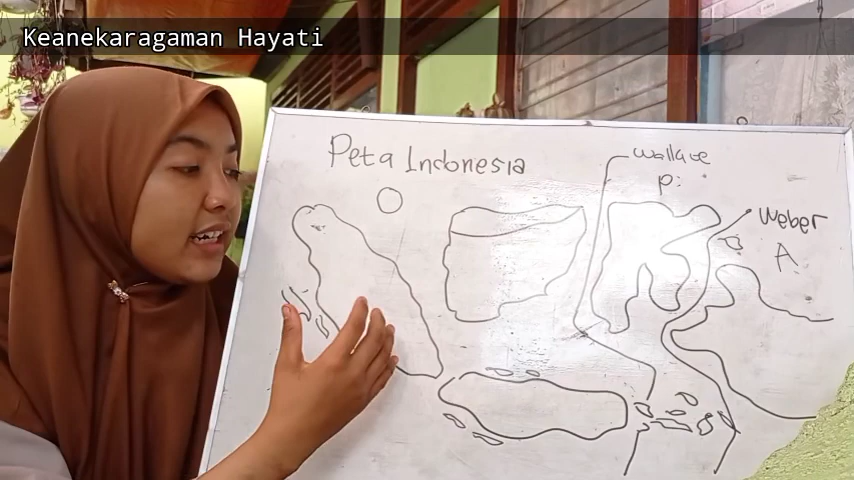 Keanekaragaman Hayati
Peta Indonesia
O
wallace
P:
weber
A